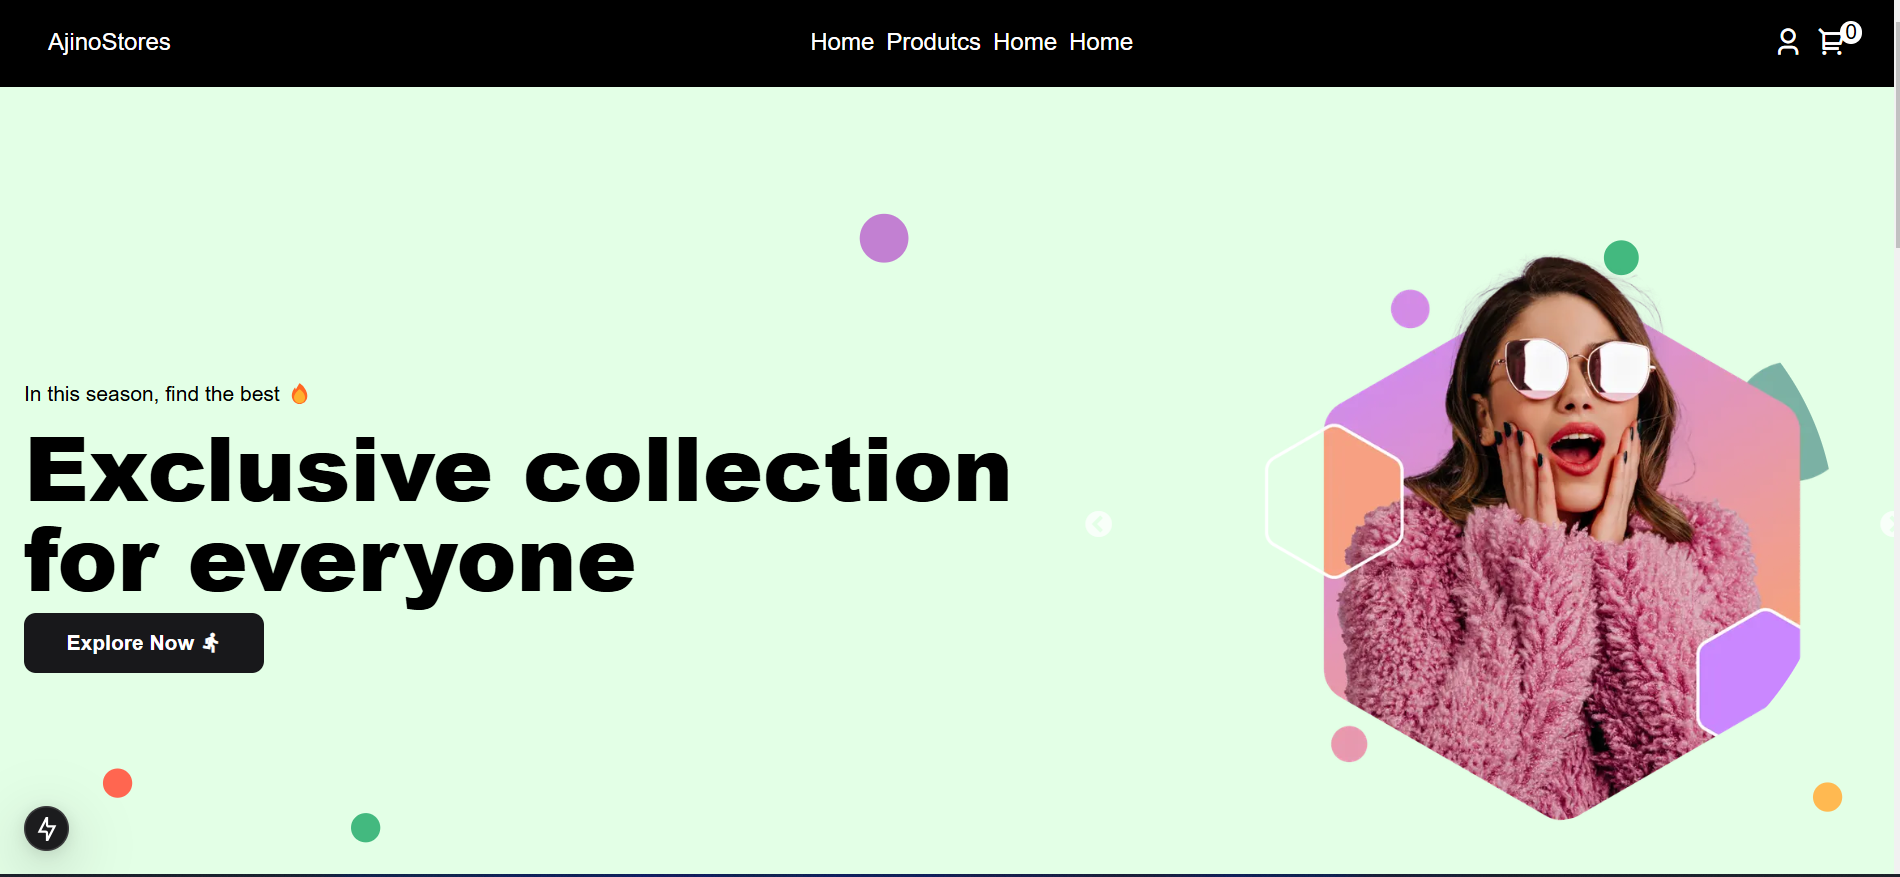 AjinoStores
Home Produtcs Home Home
0
In this season, find the best 🔥
Exclusive collection
for everyone
Explore Now